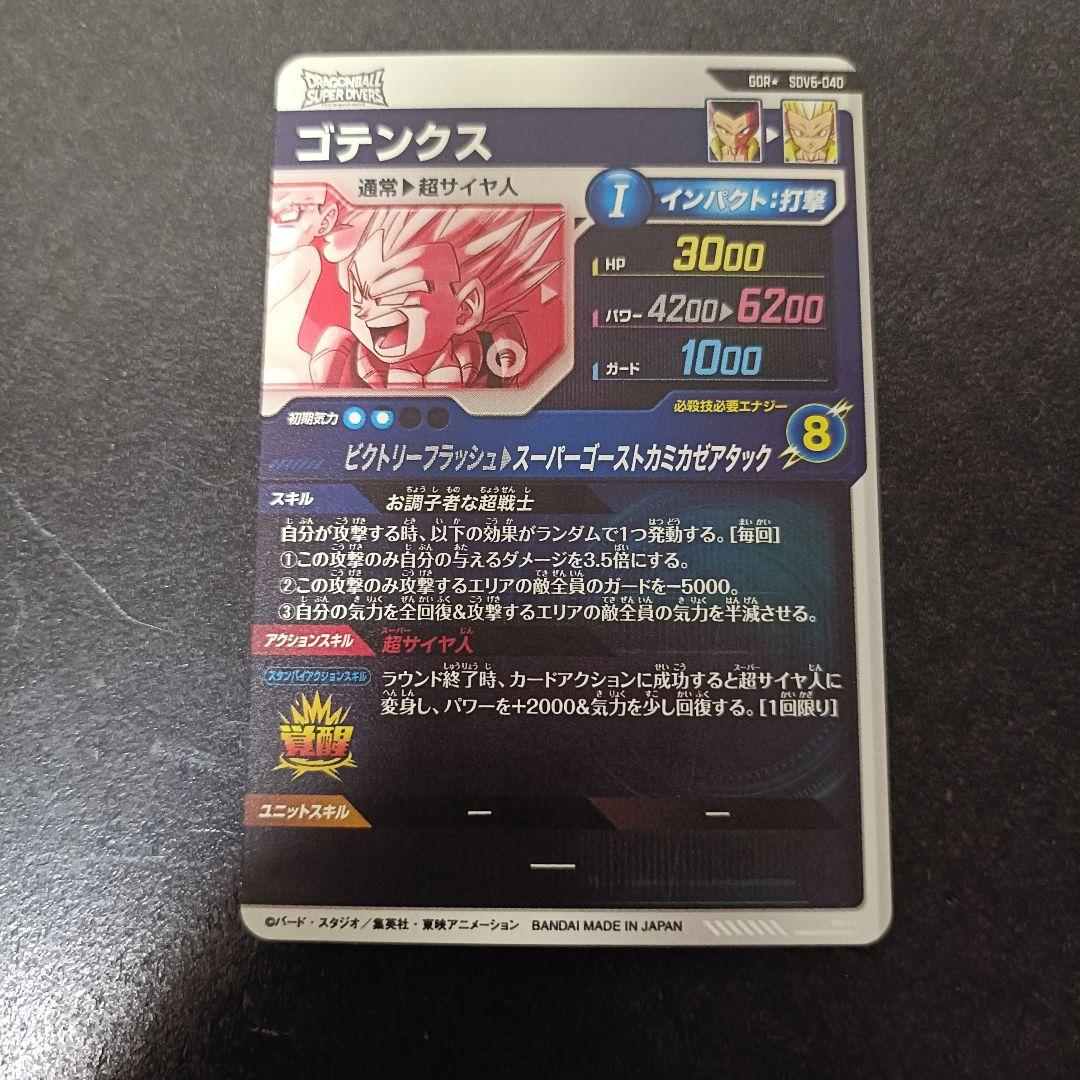 DRAGONBALL
SUPER DIVERS
GDR★ SDV6-040
ゴテンクス
通常▶超サイヤ人
I インパクト:打撃
HP 3000
パワー 4200▶6200
ガード 1000
初期気力
必殺技必要エナジー
8
ビクトリーフラッシュ▶スーパーゴーストカミカゼアタック
スキル お調子者な超戦士
自分が攻撃する時、以下の効果がランダムで1つ発動する。[毎回]
①この攻撃のみ自分の与えるダメージを3.5倍にする。
②この攻撃のみ攻撃するエリアの敵全員のガードを−5000。
③自分の気力を全回復&攻撃するエリアの敵全員の気力を半減させる。
アクションスキル 超サイヤ人
スタンバイアクションスキル
ラウンド終了時、カードアクションに成功すると超サイヤ人に
変身し、パワーを+2000&気力を少し回復する。[1回限り]
覚醒
ユニットスキル — —
—
©バード・スタジオ/集英社・東映アニメーション BANDAI MADE IN JAPAN